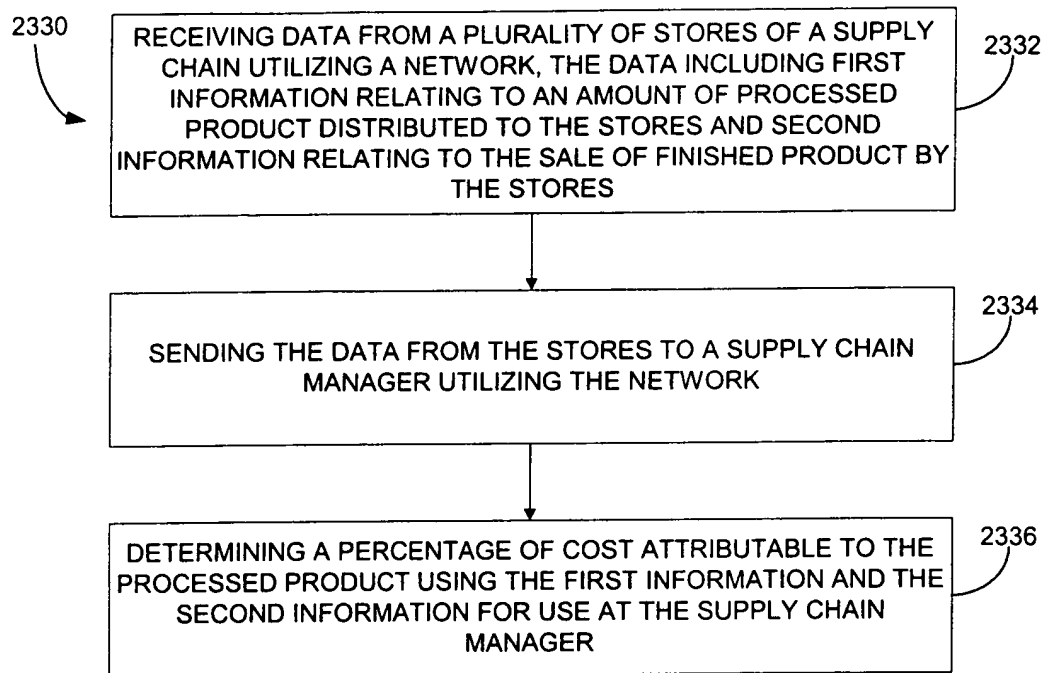 2330
RECEIVING DATA FROM A PLURALITY OF STORES OF A SUPPLY
CHAIN UTILIZING A NETWORK, THE DATA INCLUDING FIRST
INFORMATION RELATING TO AN AMOUNT OF PROCESSED
PRODUCT DISTRIBUTED TO THE STORES AND SECOND
INFORMATION RELATING TO THE SALE OF FINISHED PRODUCT BY
THE STORES
2332
SENDING THE DATA FROM THE STORES TO A SUPPLY CHAIN
MANAGER UTILIZING THE NETWORK
2334
DETERMINING A PERCENTAGE OF COST ATTRIBUTABLE TO THE
PROCESSED PRODUCT USING THE FIRST INFORMATION AND THE
SECOND INFORMATION FOR USE AT THE SUPPLY CHAIN
MANAGER
2336